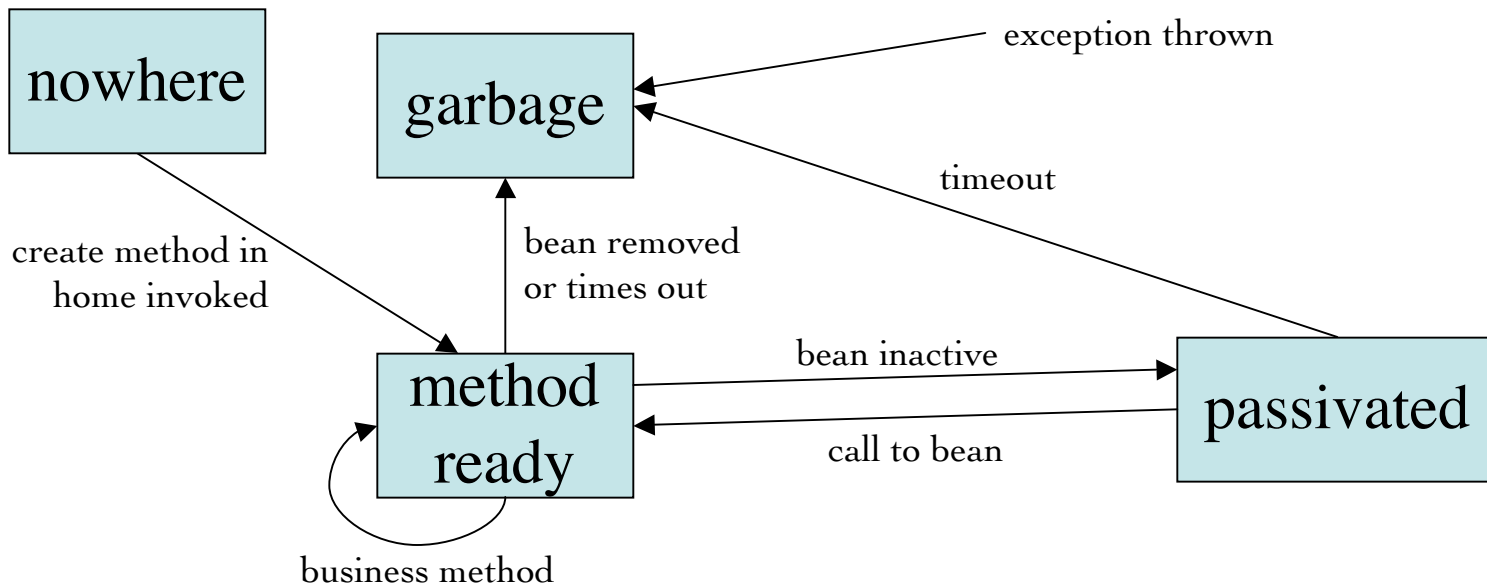 nowhere
garbage
exception thrown
timeout
create method in
home invoked
bean removed
or times out
method
ready
bean inactive
call to bean
passivated
business method